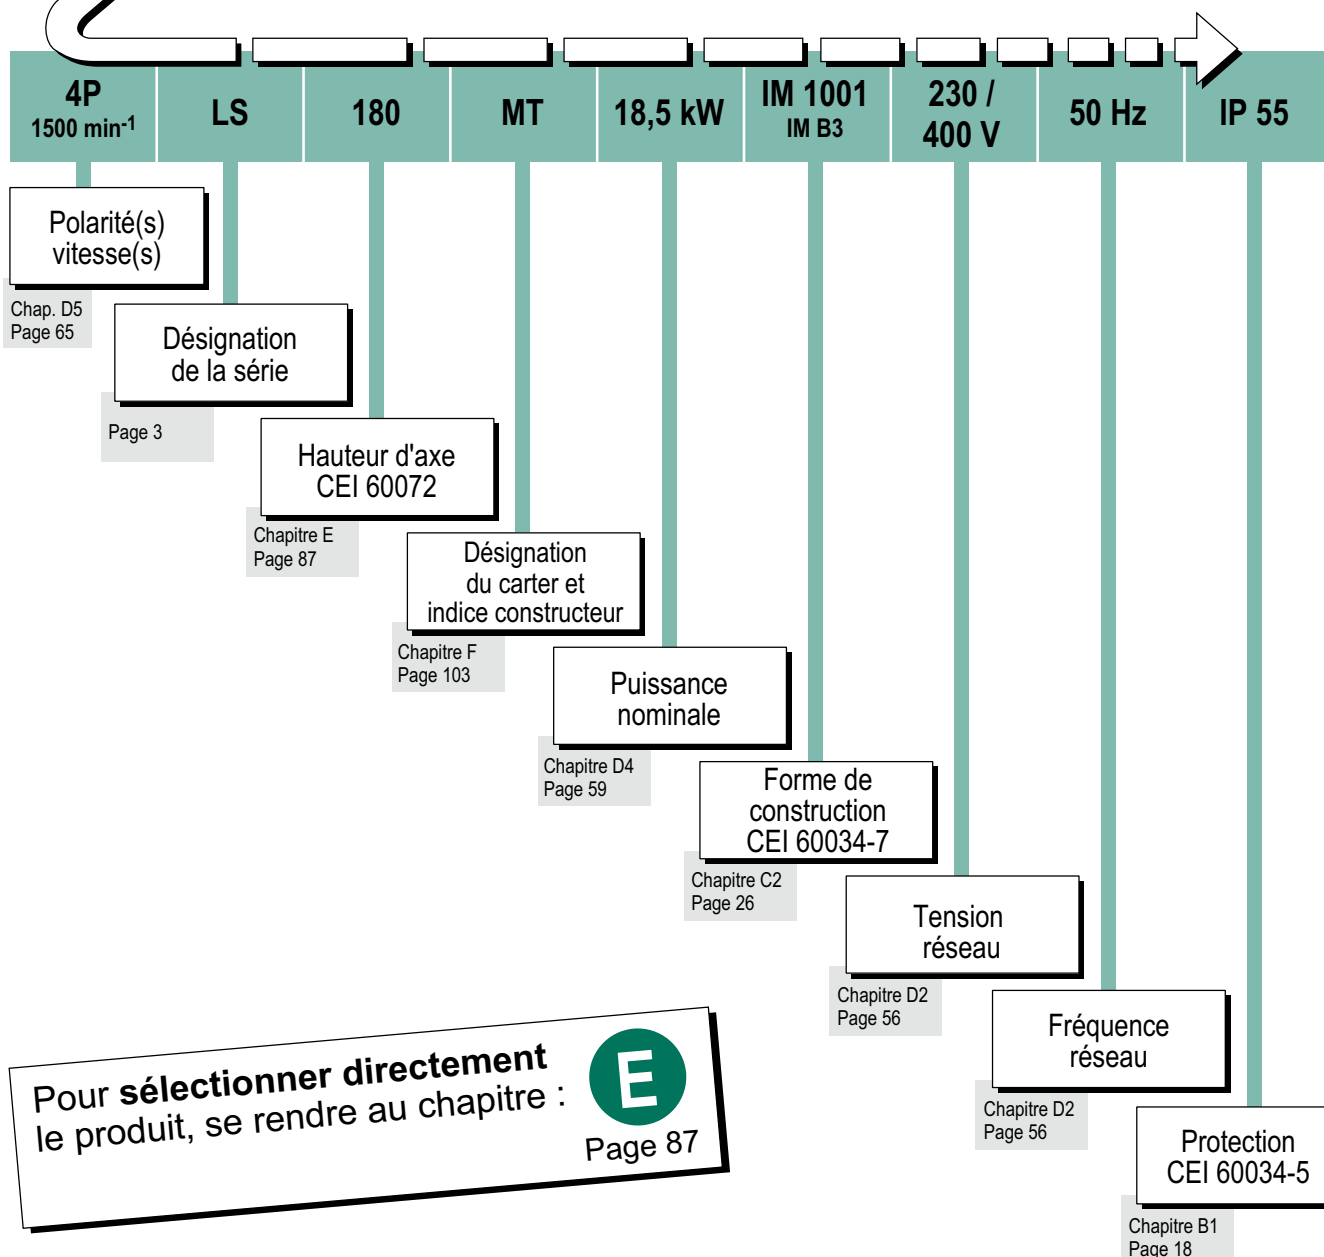 4P
1500 min-1
LS
180
MT
18,5 kW
IM 1001
IM B3
230 /
400 V
50 Hz
IP 55
Polarité(s)
vitesse(s)
Chap. D5
Page 65
Désignation
de la série
Page 3
Hauteur d'axe
CEI 60072
Chapitre E
Page 87
Désignation
du carter et
indice constructeur
Chapitre F
Page 103
Puissance
nominale
Chapitre D4
Page 59
Forme de
construction
CEI 60034-7
Chapitre C2
Page 26
Tension
réseau
Chapitre D2
Page 56
Fréquence
réseau
Chapitre D2
Page 56
Protection
CEI 60034-5
Chapitre B1
Page 18
Pour sélectionner directement
le produit, se rendre au chapitre :
E
Page 87